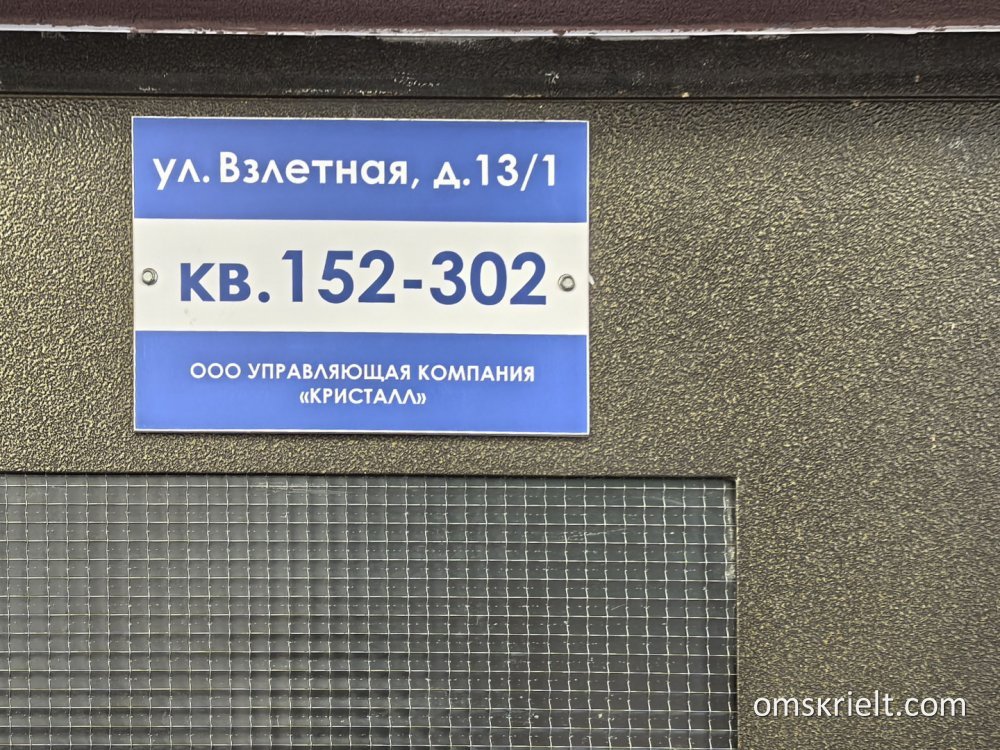 ул. Взлетная, д.13/1
кв.152-302
ООО УПРАВЛЯЮЩАЯ КОМПАНИЯ
«КРИСТАЛЛ»
omskrielt.com